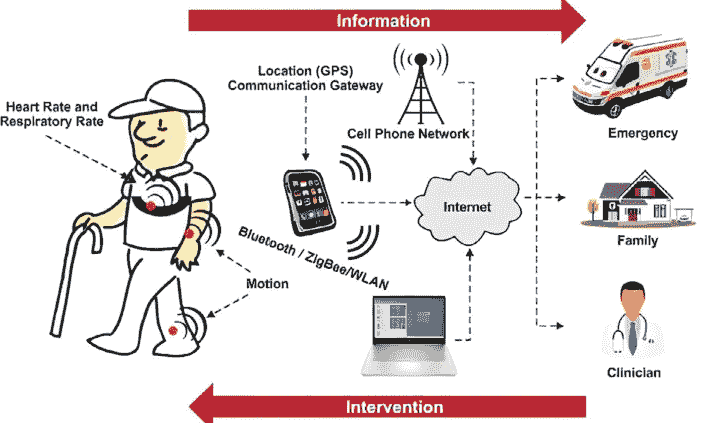 Information
Location (GPS)
Communication Gateway
Heart Rate and
Respiratory Rate
Cell Phone Network
Emergency
Internet
Bluetooth / ZigBee/WLAN
Family
Motion
Clinician
Intervention